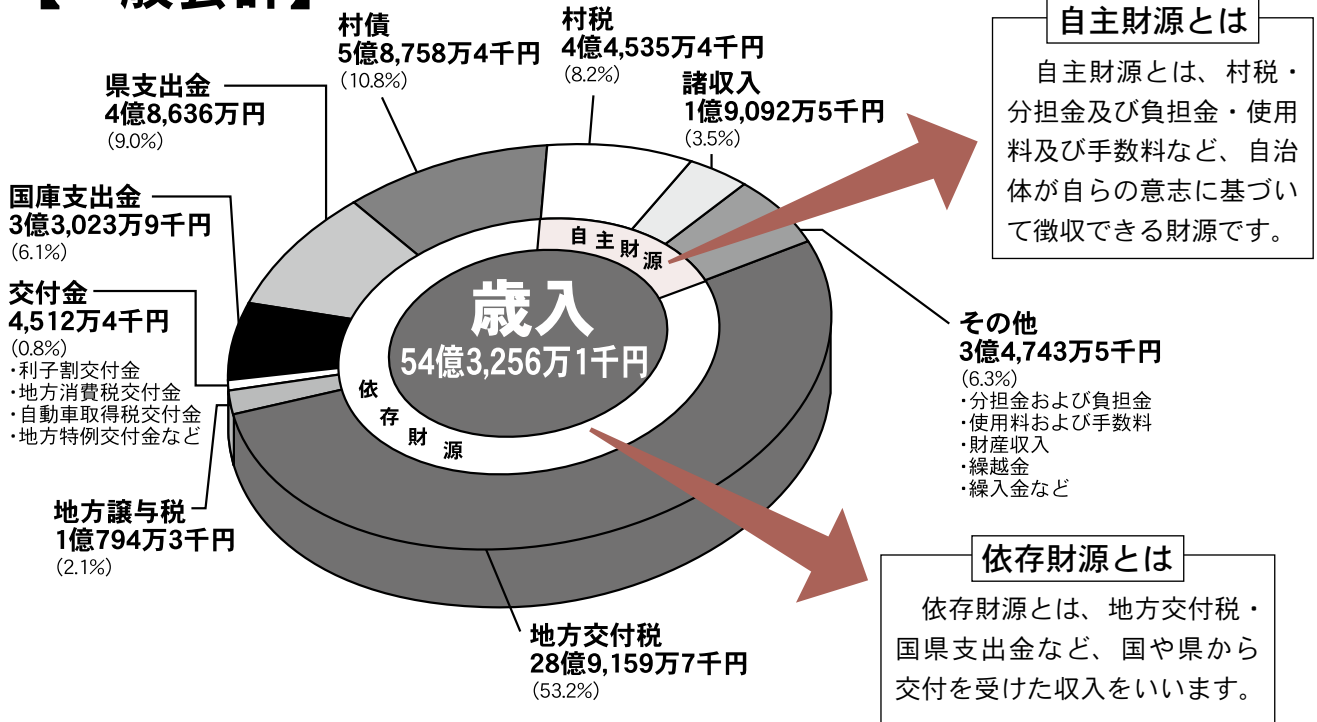 村債
5億8,758万4千円
(10.8%)
村税
4億4,535万4千円
(8.2%)
諸収入
1億9,092万5千円
(3.5%)
県支出金
4億8,636万円
(9.0%)
国庫支出金
3億3,023万9千円
(6.1%)
交付金
4,512万4千円
(0.8%)
・利子割交付金
・地方消費税交付金
・自動車取得税交付金
・地方特例交付金など
地方譲与税
1億794万3千円
(2.1%)
自主財源
歳入
54億3,256万1千円
依存財源
地方交付税
28億9,159万7千円
(53.2%)
その他
3億4,743万5千円
(6.3%)
・分担金および負担金
・使用料および手数料
・財産収入
・繰越金
・繰入金など
自主財源とは
自主財源とは、村税・
分担金及び負担金・使用
料及び手数料など、自治
体が自らの意志に基づい
て徴収できる財源です。
依存財源とは
依存財源とは、地方交付税・
国県支出金など、国や県から
交付を受けた収入をいいます。